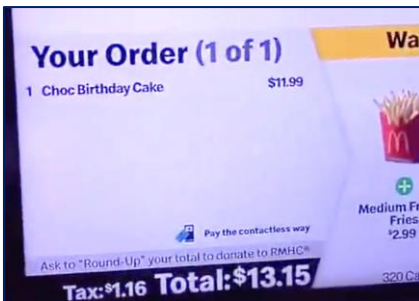 Your Order (1 of 1)
1 Choc Birthday Cake $11.99
Pay the contactless way
Ask to "Round-Up" your total to donate to RMHC®
Tax:$1.16 Total:$13.15
Wa
Medium Fr
Fries
$2.99
320 Ca